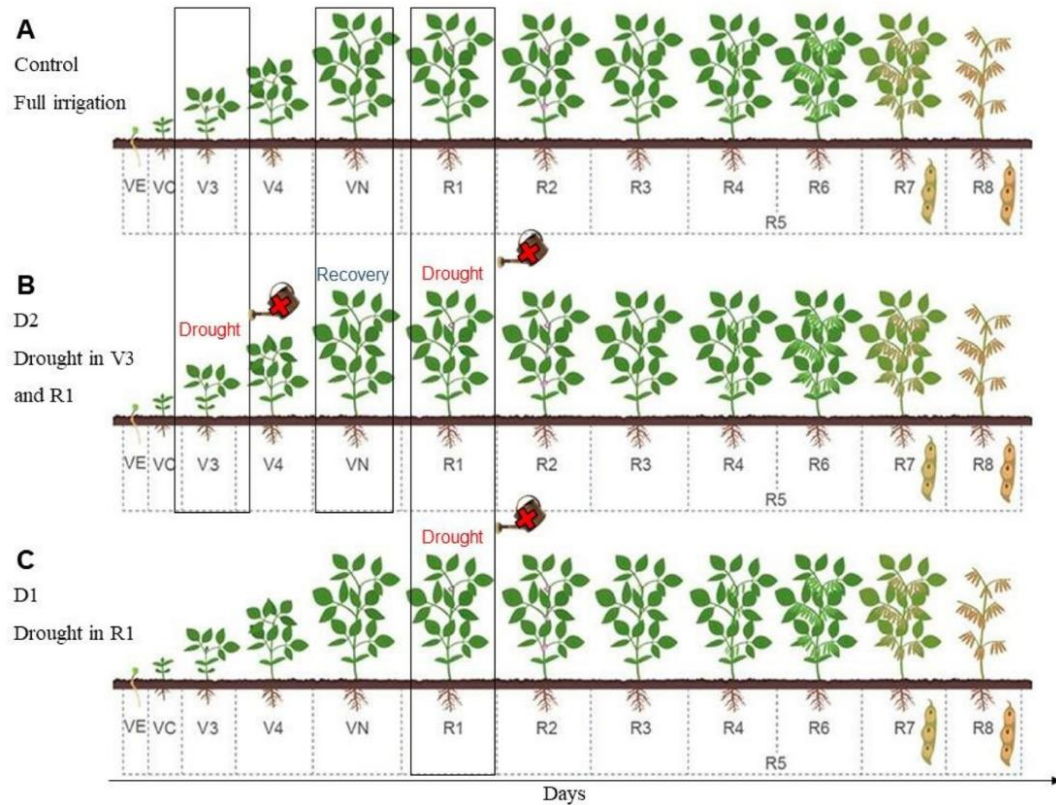 A
Control
Full irrigation
VE VC V3 V4 VN R1 R2 R3 R4 R6 R7 R8
R5
B
D2
Drought in V3
and R1
Drought
Recovery
Drought
VE VC V3 V4 VN R1 R2 R3 R4 R6 R7 R8
R5
C
D1
Drought in R1
Drought
VE VC V3 V4 VN R1 R2 R3 R4 R6 R7 R8
R5
Days